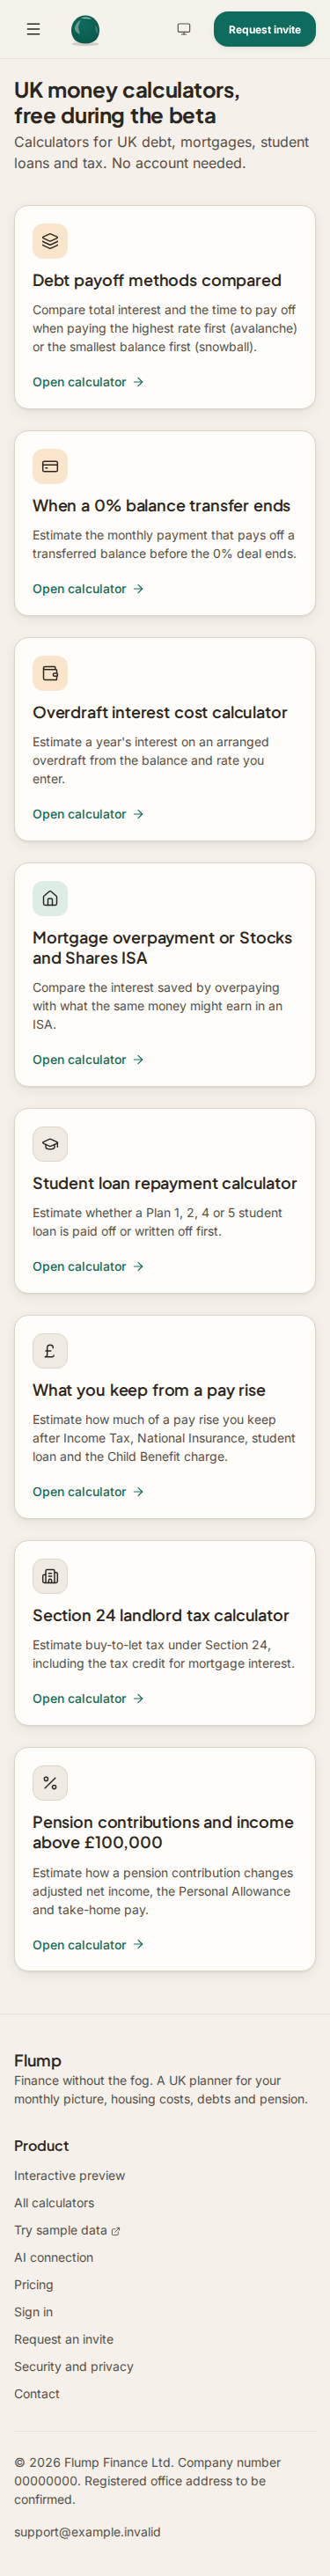 Request invite
UK money calculators,
free during the beta
Calculators for UK debt, mortgages, student
loans and tax. No account needed.
Debt payoff methods compared
Compare total interest and the time to pay off
when paying the highest rate first (avalanche)
or the smallest balance first (snowball).
Open calculator
When a 0% balance transfer ends
Estimate the monthly payment that pays off a
transferred balance before the 0% deal ends.
Open calculator
Overdraft interest cost calculator
Estimate a year's interest on an arranged
overdraft from the balance and rate you
enter.
Open calculator
Mortgage overpayment or Stocks
and Shares ISA
Compare the interest saved by overpaying
with what the same money might earn in an
ISA.
Open calculator
Student loan repayment calculator
Estimate whether a Plan 1, 2, 4 or 5 student
loan is paid off or written off first.
Open calculator
£
What you keep from a pay rise
Estimate how much of a pay rise you keep
after Income Tax, National Insurance, student
loan and the Child Benefit charge.
Open calculator
Section 24 landlord tax calculator
Estimate buy-to-let tax under Section 24,
including the tax credit for mortgage interest.
Open calculator
%
Pension contributions and income
above £100,000
Estimate how a pension contribution changes
adjusted net income, the Personal Allowance
and take-home pay.
Open calculator
Flump
Finance without the fog. A UK planner for your
monthly picture, housing costs, debts and pension.
Product
Interactive preview
All calculators
Try sample data
AI connection
Pricing
Sign in
Request an invite
Security and privacy
Contact
© 2026 Flump Finance Ltd. Company number
00000000. Registered office address to be
confirmed.
support@example.invalid